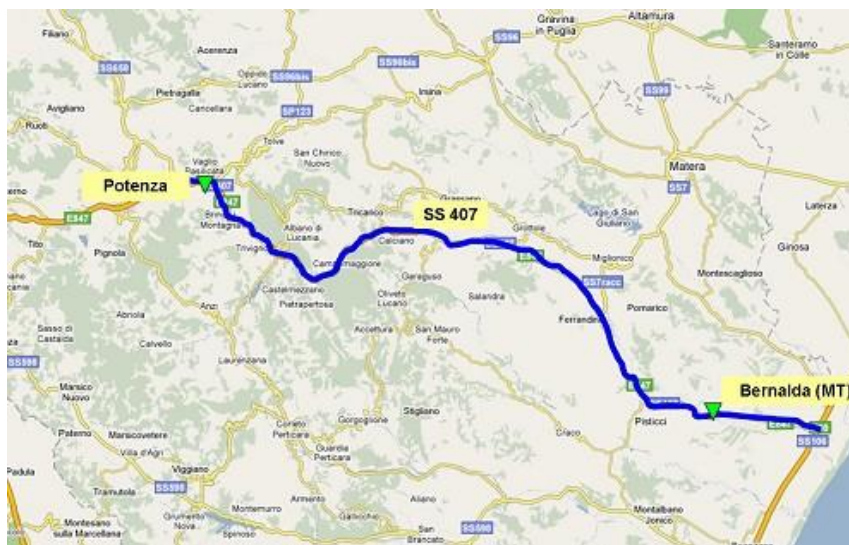 Filiano
SS658
Acerenza
Oppido
Lucano
SS96bis
SS96bis
SS96
Gravina
in Puglia
Altamura
Santeramo
in Colle
Pietragalla
Cancellara
SP123
Irsina
SS99
Avigliano
Ruoti
Tolve
San Chirico
Nuovo
Vaglio
Basilicata
Matera
SS7
Potenza
E847
Brindisi
Montagna
Albano di
Lucania
Tricarico
Grassano
SS 407
Grottole
Lago di San
Giuliano
Laterza
Ginosa
Tito
Pignola
Trivigno
Calciano
Miglionico
Montescaglioso
Campomaggiore
Garaguso
SS7racc
Castelmezzano
Pietrapertosa
Oliveto
Lucano
Salandra
Pomarico
Anzi
Abriola
Sasso di
Castalda
Calvello
Accettura
San Mauro
Forte
Ferrandina
Laurenzana
SS598
Marsico
Nuovo
Bernalda (MT)
Stigliano
Gorgoglione
Pisticci
SS106
Corleto
Perticara
Guardia
Perticara
Craco
Paterno
Marsicovetere
Villa d'Agri
Viggiano
SS598
Padula
Tramutola
Montemurro
Armento
Aliano
Montalbano
Jonico
Grumento
Nova
Spinoso
Gallicchio
San
Brancato
SS598
Montesano
sulla Marcellana